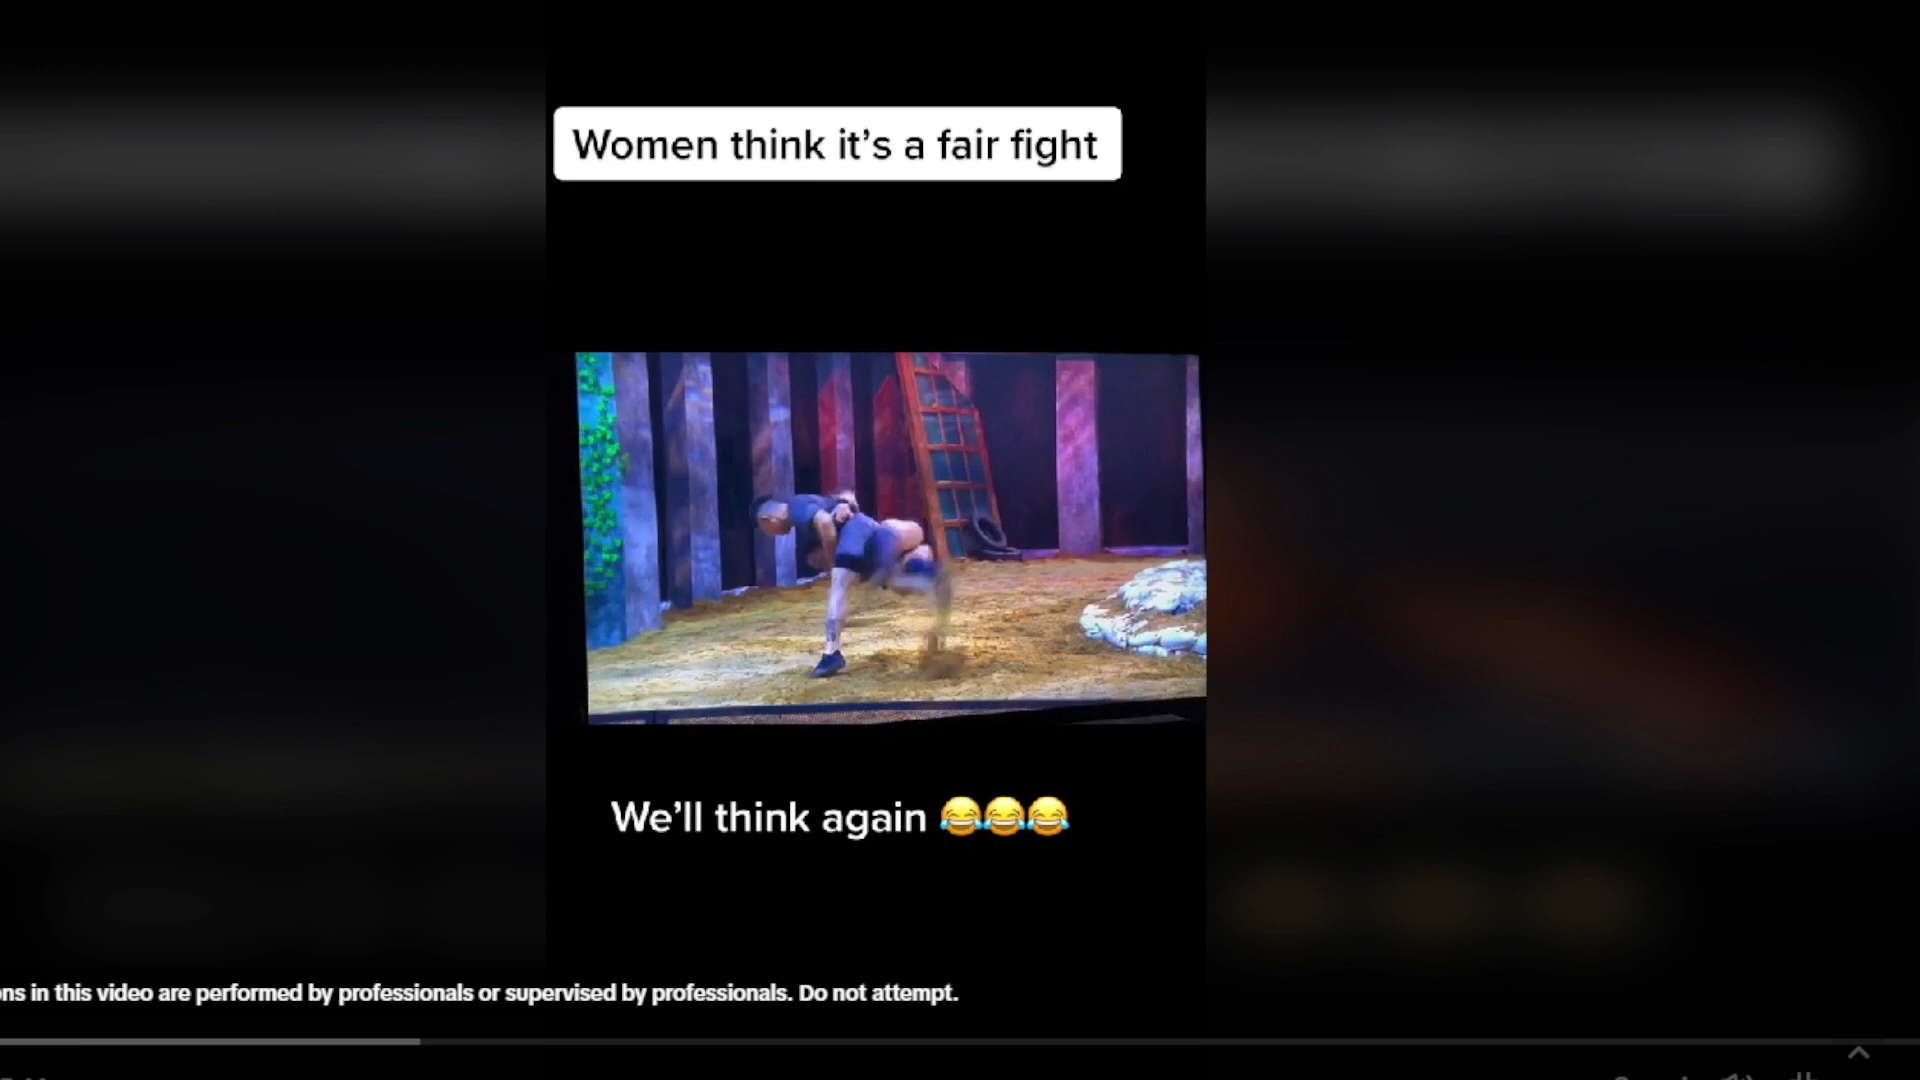 Women think it's a fair fight
We'll think again 😂😂😂
ns in this video are performed by professionals or supervised by professionals. Do not attempt.